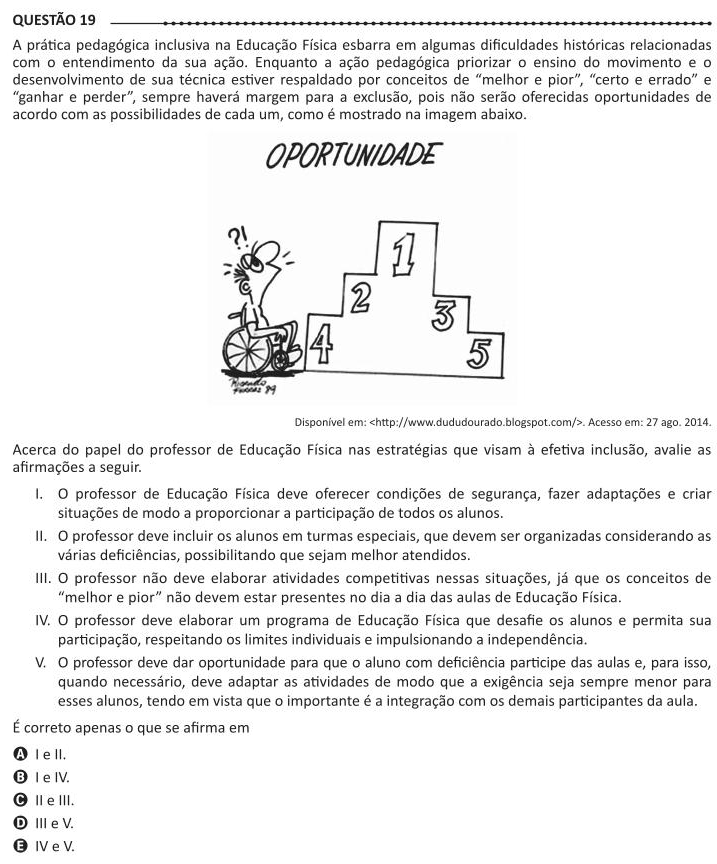 QUESTÃO 19
A prática pedagógica inclusiva na Educação Física esbarra em algumas dificuldades históricas relacionadas
com o entendimento da sua ação. Enquanto a ação pedagógica priorizar o ensino do movimento e o
desenvolvimento de sua técnica estiver respaldado por conceitos de “melhor e pior”, “certo e errado” e
“ganhar e perder”, sempre haverá margem para a exclusão, pois não serão oferecidas oportunidades de
acordo com as possibilidades de cada um, como é mostrado na imagem abaixo.
OPORTUNIDADE
?!
1
2
3
4
5
Ricardo
Ferraz 89
Disponível em: <http://www.dududourado.blogspot.com/>. Acesso em: 27 ago. 2014.
Acerca do papel do professor de Educação Física nas estratégias que visam à efetiva inclusão, avalie as
afirmações a seguir.
I. O professor de Educação Física deve oferecer condições de segurança, fazer adaptações e criar
situações de modo a proporcionar a participação de todos os alunos.
II. O professor deve incluir os alunos em turmas especiais, que devem ser organizadas considerando as
várias deficiências, possibilitando que sejam melhor atendidos.
III. O professor não deve elaborar atividades competitivas nessas situações, já que os conceitos de
“melhor e pior” não devem estar presentes no dia a dia das aulas de Educação Física.
IV. O professor deve elaborar um programa de Educação Física que desafie os alunos e permita sua
participação, respeitando os limites individuais e impulsionando a independência.
V. O professor deve dar oportunidade para que o aluno com deficiência participe das aulas e, para isso,
quando necessário, deve adaptar as atividades de modo que a exigência seja sempre menor para
esses alunos, tendo em vista que o importante é a integração com os demais participantes da aula.
É correto apenas o que se afirma em
A I e II.
B I e IV.
C II e III.
D III e V.
E IV e V.